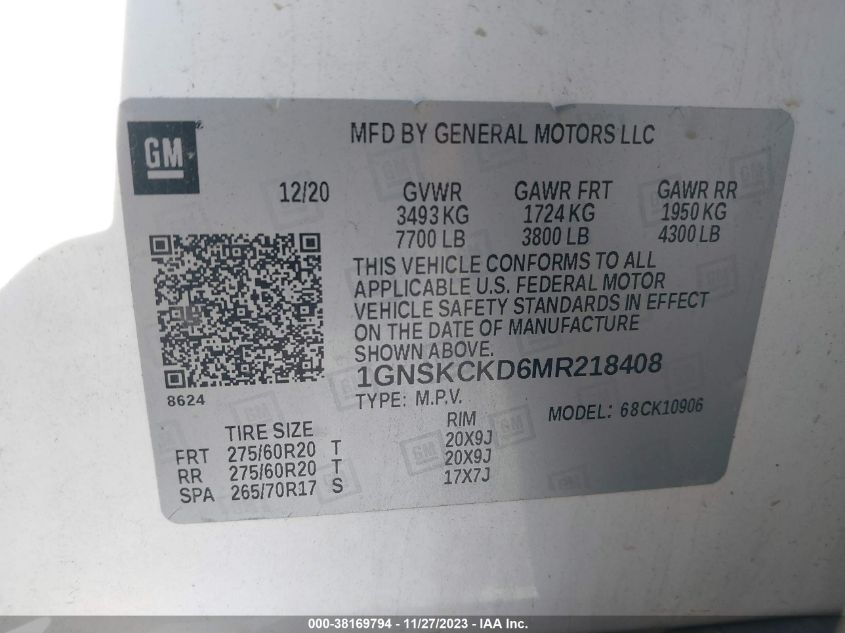 GM
MFD BY GENERAL MOTORS LLC
12/20 GVWR GAWR FRT GAWR RR
3493 KG 1724 KG 1950 KG
7700 LB 3800 LB 4300 LB
THIS VEHICLE CONFORMS TO ALL
APPLICABLE U.S. FEDERAL MOTOR
VEHICLE SAFETY STANDARDS IN EFFECT
ON THE DATE OF MANUFACTURE
SHOWN ABOVE.
1GNSKCKD6MR218408
8624
TYPE: M.P.V. MODEL: 68CK10906
TIRE SIZE RIM
FRT 275/60R20 T 20X9J
RR 275/60R20 T 20X9J
SPA 265/70R17 S 17X7J
000-38169794 - 11/27/2023 - IAA Inc.